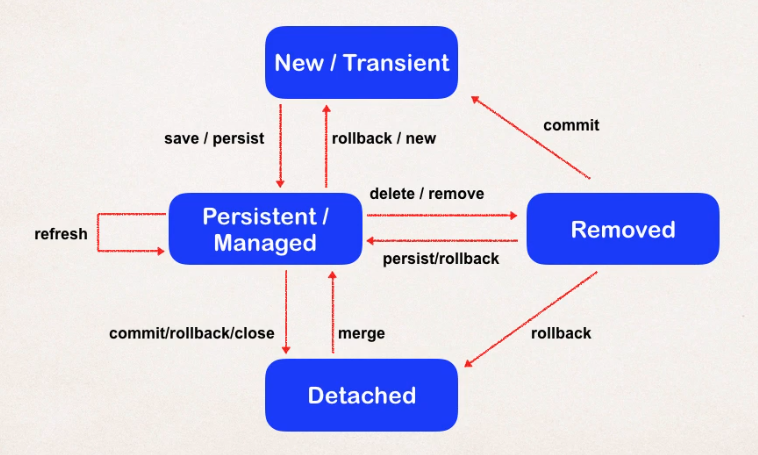 New / Transient
commit
save / persist
rollback / new
delete / remove
Persistent /
Managed
Removed
refresh
persist/rollback
commit/rollback/close
merge
rollback
Detached